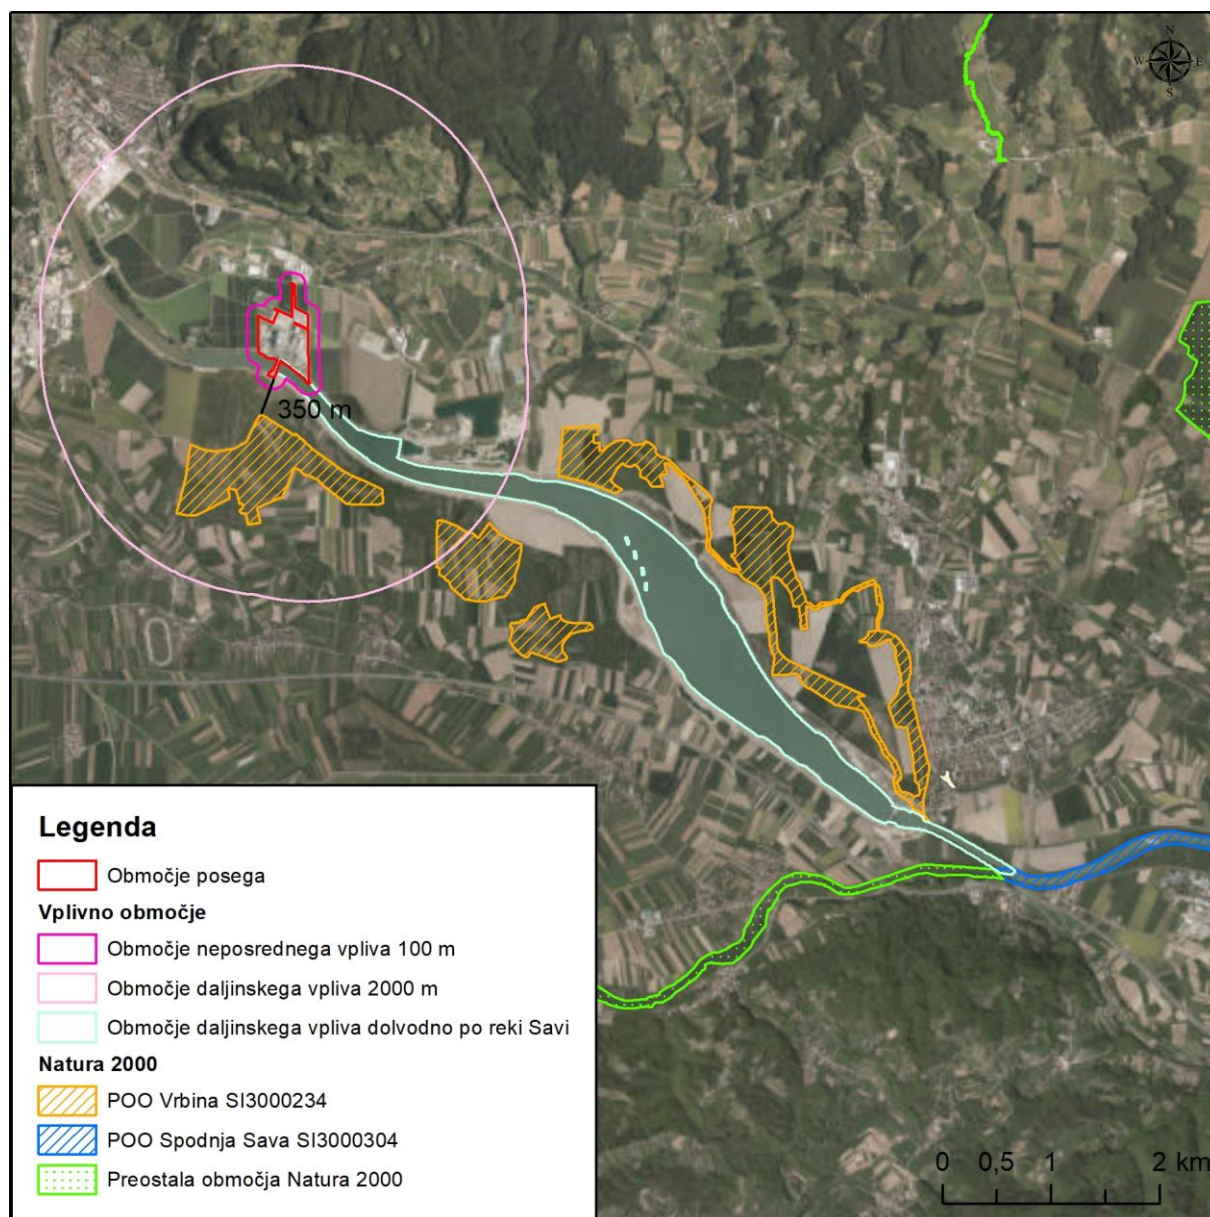 N
W E
S
350 m
Legenda
Območje posega
Vplivno območje
Območje neposrednega vpliva 100 m
Območje daljinskega vpliva 2000 m
Območje daljinskega vpliva dolvodno po reki Savi
Natura 2000
POO Vrbina SI3000234
POO Spodnja Sava SI3000304
Preostala območja Natura 2000
0 0,5 1 2 km